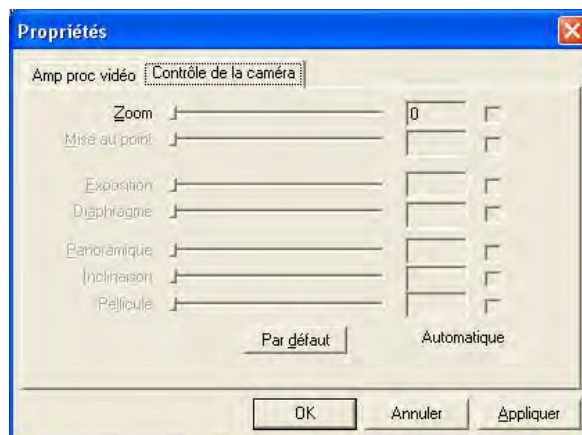 Propriétés
Amp proc vidéo Contrôle de la caméra
Zoom 0
Mise au point
Exposition
Diaphragme
Panoramique
Inclinaison
Pellicule
Par défaut Automatique
OK Annuler Appliquer